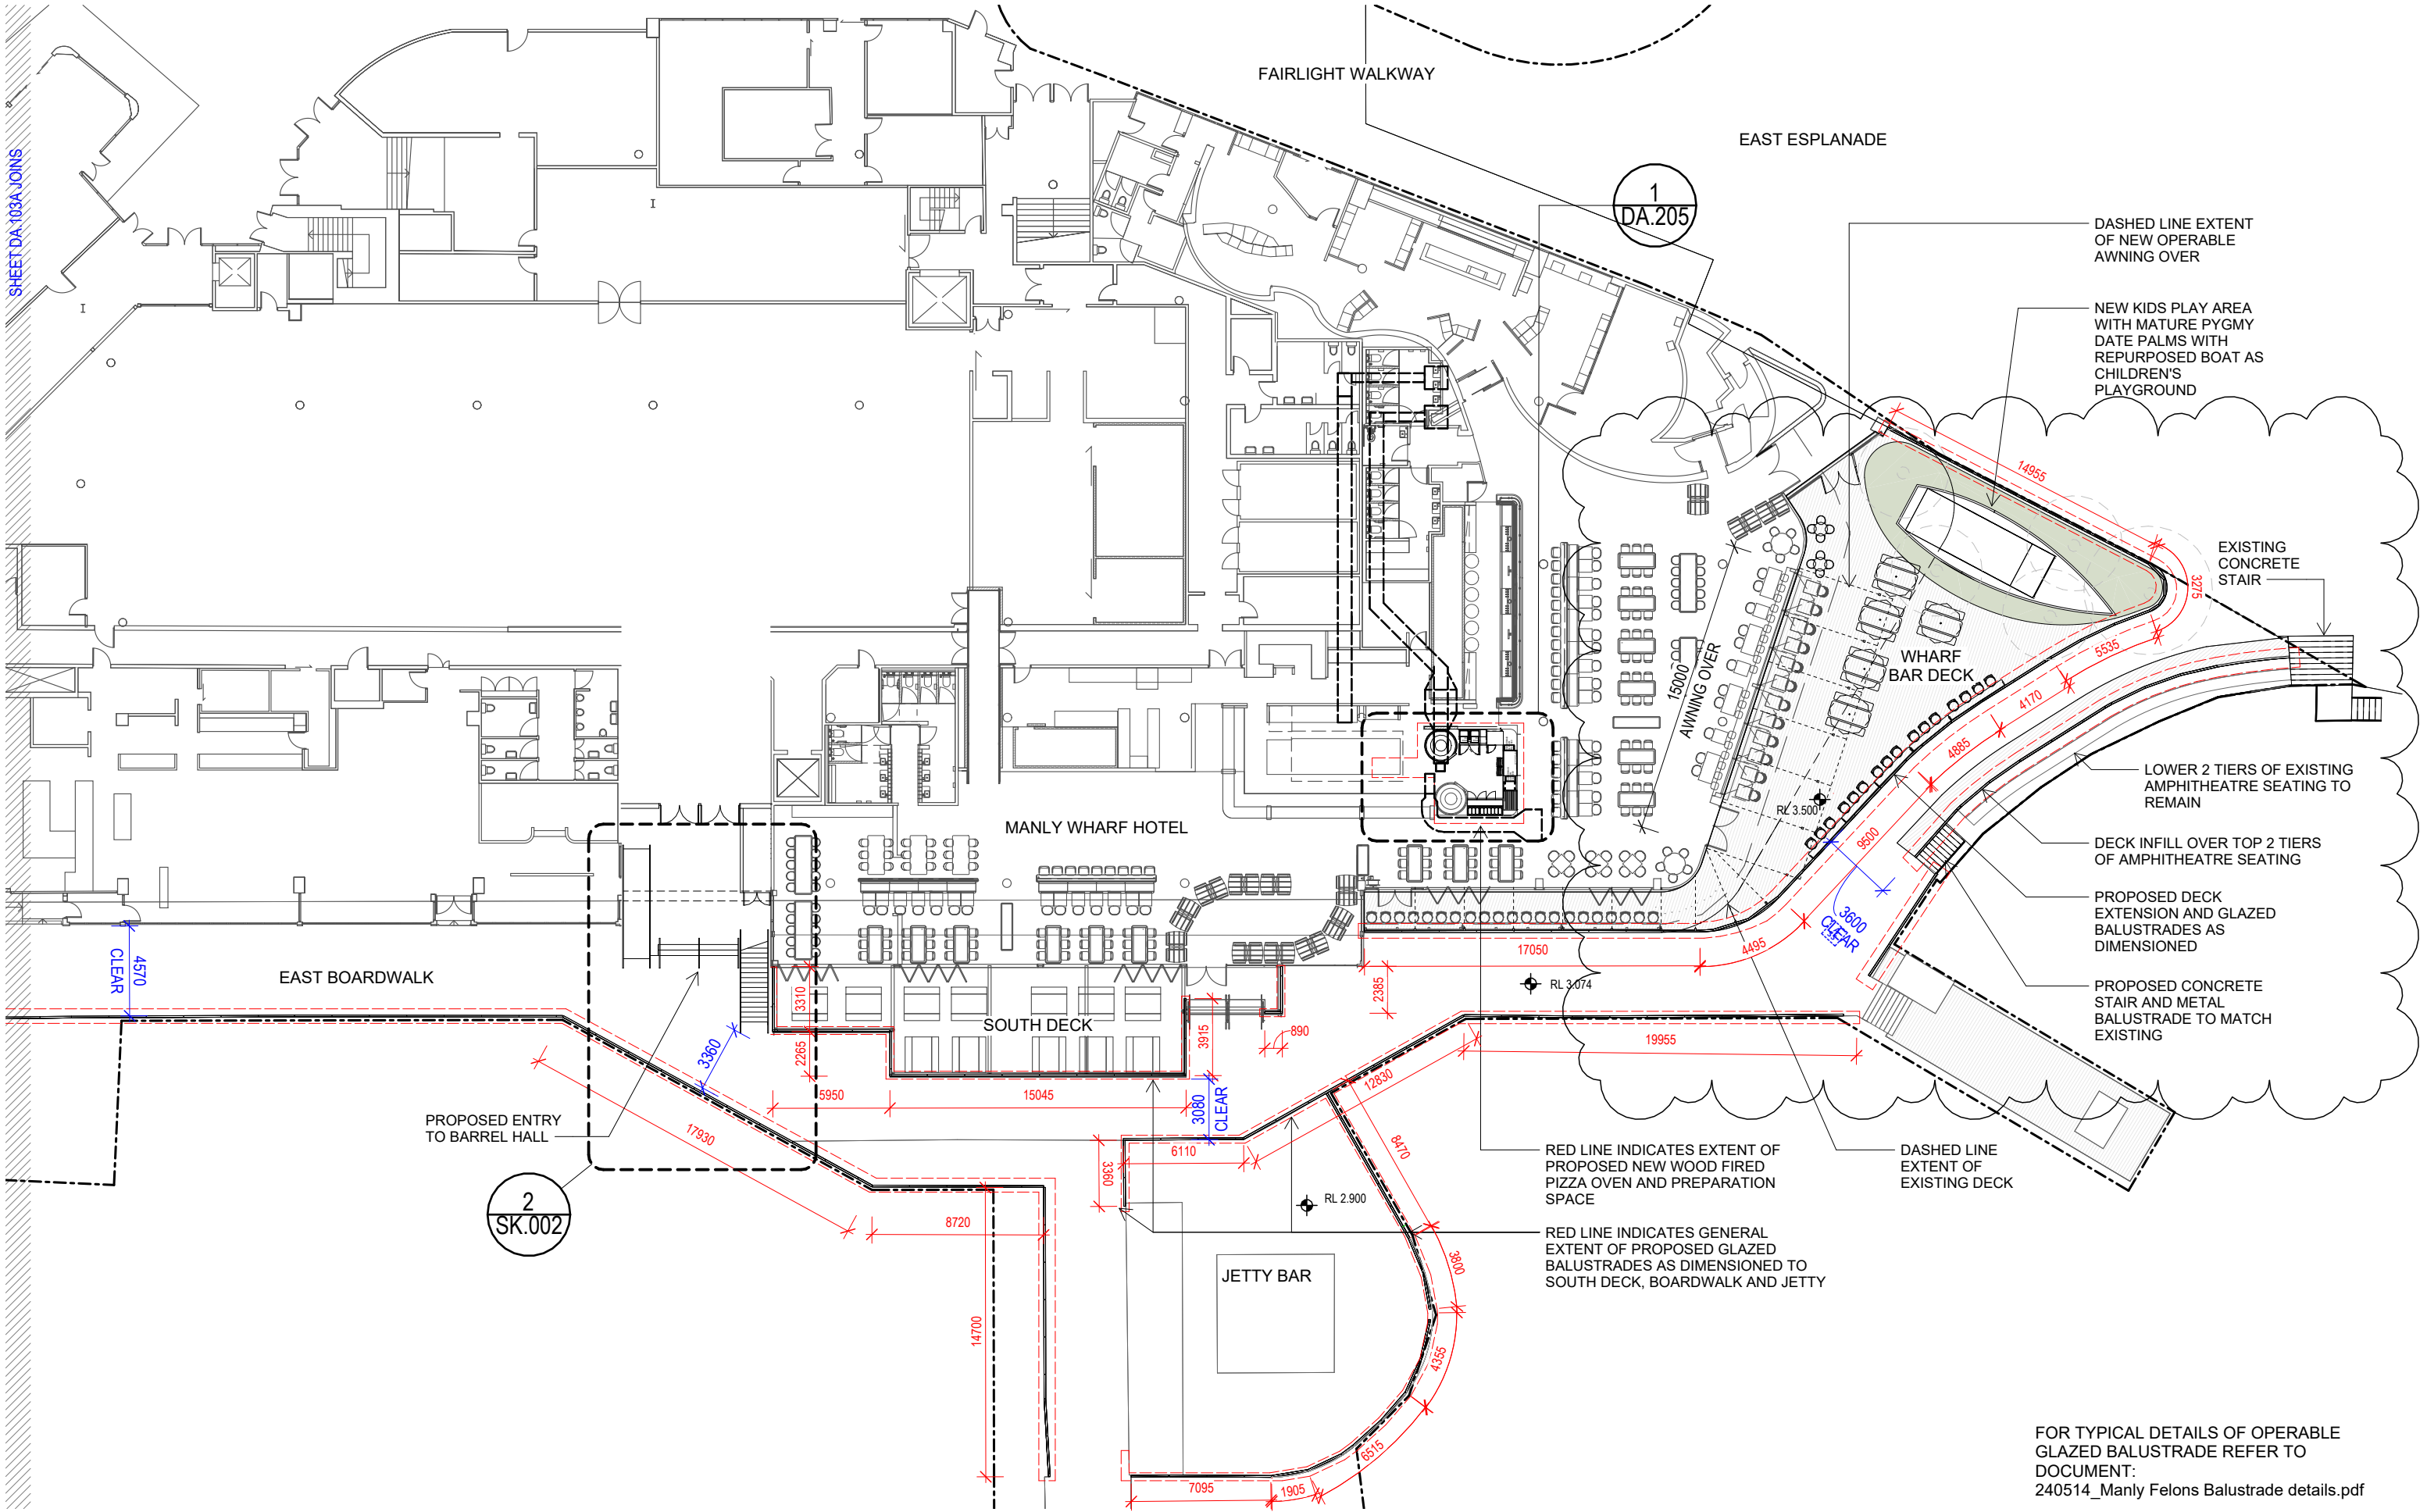 FAIRLIGHT WALKWAY
EAST ESPLANADE
SHEET DA.103A JOINS
1
DA.205
DASHED LINE EXTENT
OF NEW OPERABLE
AWNING OVER
NEW KIDS PLAY AREA
WITH MATURE PYGMY
DATE PALMS WITH
REPURPOSED BOAT AS
CHILDREN'S
PLAYGROUND
14955
EXISTING
CONCRETE
STAIR
3275
5535
WHARF
BAR DECK
4170
15000
AWNING OVER
4885
LOWER 2 TIERS OF EXISTING
AMPHITHEATRE SEATING TO
REMAIN
RL 3.500
9500
DECK INFILL OVER TOP 2 TIERS
OF AMPHITHEATRE SEATING
MANLY WHARF HOTEL
PROPOSED DECK
EXTENSION AND GLAZED
BALUSTRADES AS
DIMENSIONED
3600
CLEAR
4495
17050
4570
CLEAR
EAST BOARDWALK
2385
RL 3.074
3310
PROPOSED CONCRETE
STAIR AND METAL
BALUSTRADE TO MATCH
EXISTING
SOUTH DECK
3915
890
19955
3360
2265
12830
5950
15045
3080
CLEAR
PROPOSED ENTRY
TO BARREL HALL
17930
6110
3360
8470
RED LINE INDICATES EXTENT OF
PROPOSED NEW WOOD FIRED
PIZZA OVEN AND PREPARATION
SPACE
DASHED LINE
EXTENT OF
EXISTING DECK
2
SK.002
RL 2.900
8720
RED LINE INDICATES GENERAL
EXTENT OF PROPOSED GLAZED
BALUSTRADES AS DIMENSIONED TO
SOUTH DECK, BOARDWALK AND JETTY
3800
JETTY BAR
14700
4355
6515
7095
1905
FOR TYPICAL DETAILS OF OPERABLE
GLAZED BALUSTRADE REFER TO
DOCUMENT:
240514_Manly Felons Balustrade details.pdf